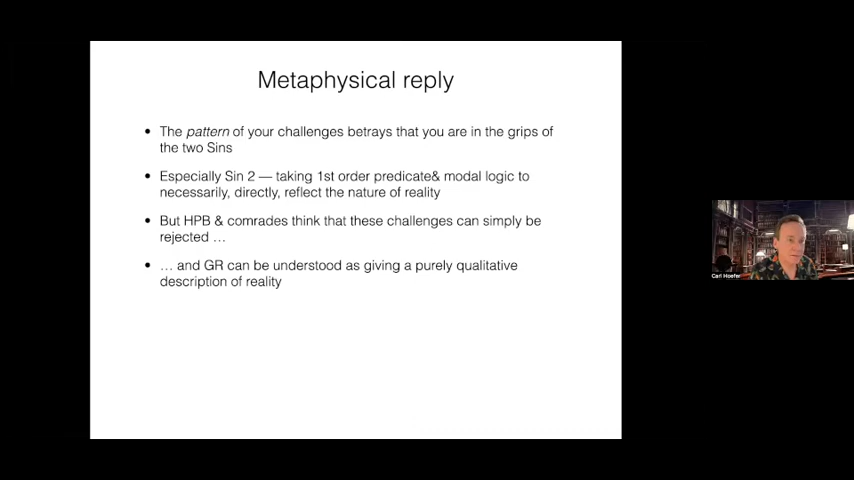 Metaphysical reply
• The pattern of your challenges betrays that you are in the grips of
the two Sins
• Especially Sin 2 — taking 1st order predicate& modal logic to
necessarily, directly, reflect the nature of reality
• But HPB & comrades think that these challenges can simply be
rejected …
• … and GR can be understood as giving a purely qualitative
description of reality
Carl Hoefer